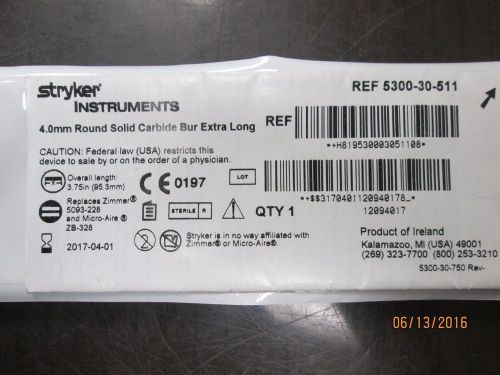 stryker®
INSTRUMENTS
REF 5300-30-511
4.0mm Round Solid Carbide Bur Extra Long
REF
*+H819530003051108*
CAUTION: Federal law (USA) restricts this
device to sale by or on the order of a physician.
Overall length:
3.75in (95.3mm)
CE 0197
LOT
*+$$3170401120940178_*
12094017
Replaces Zimmer®
5093-228
and Micro-Aire®
ZB-328
STERILE R
QTY 1
2017-04-01
2
Stryker is in no way affiliated with
Zimmer® or Micro-Aire®.
Product of Ireland
Kalamazoo, MI (USA) 49001
(269) 323-7700 (800) 253-3210
5300-30-750 Rev-
06/13/2016